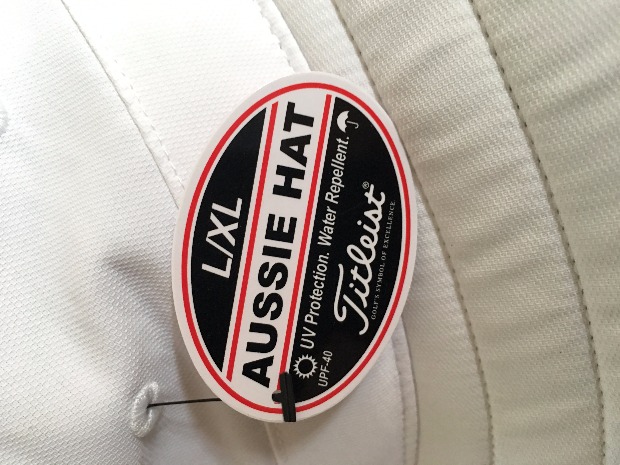 L/XL
AUSSIE HAT
UV Protection. Water Repellent.
UPF-40
Titleist®
GOLF'S SYMBOL OF EXCELLENCE